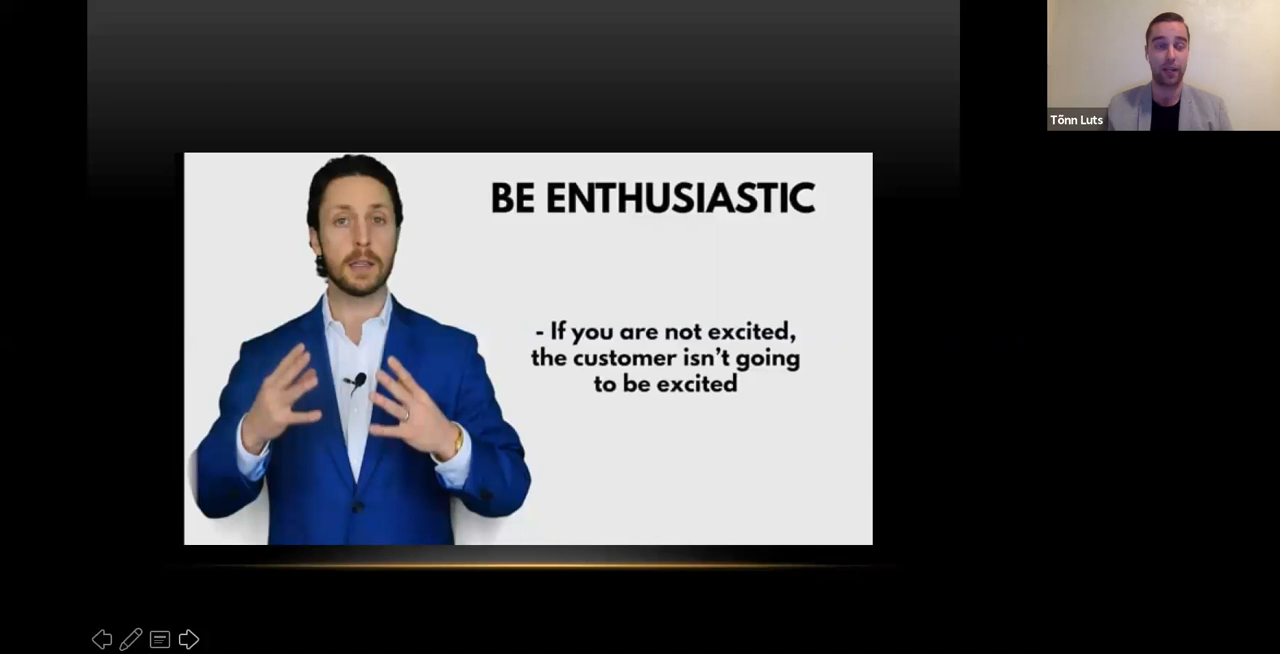 Tõnn Luts
BE ENTHUSIASTIC
- If you are not excited,
the customer isn't going
to be excited